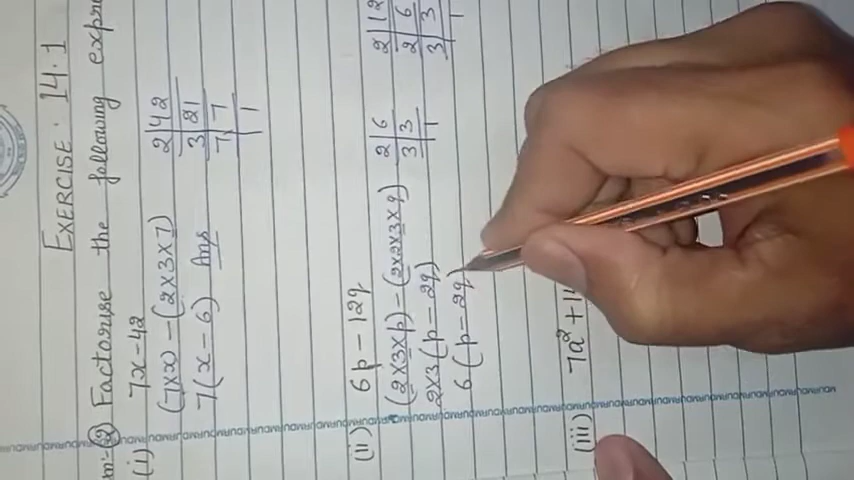 EXERCISE. 14.1
Factorise the following expre
(i) 7x - 42
(7×x) - (2×3×7)
7(x - 6) Ans
2 | 42
3 | 21
7 | 7
1
(ii) 6p - 12q
(2×3×p) - (2×2×3×q)
2×3(p - 2q)
6(p - 2q
2 | 6
3 | 3
1
2 | 12
2 | 6
3 | 3
1
(iii) 7a² + 1